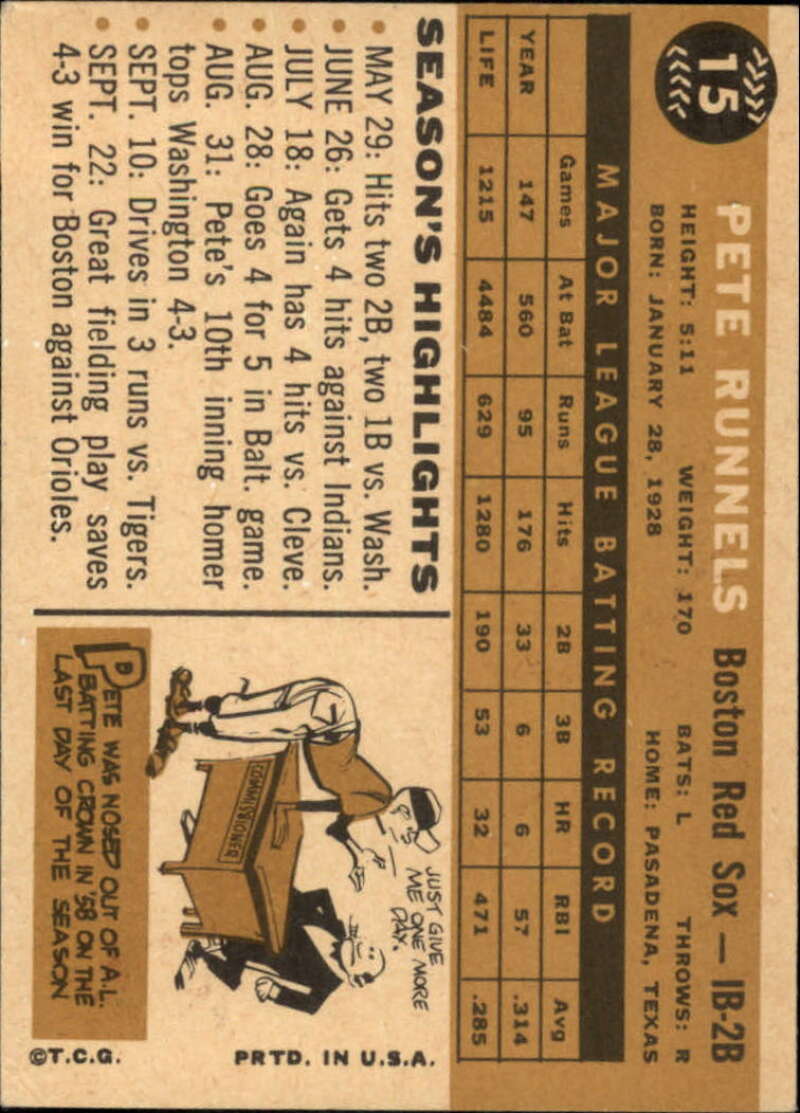 15
PETE RUNNELS Boston Red Sox — 1B-2B
HEIGHT: 5:11 WEIGHT: 170 BATS: L THROWS: R
BORN: JANUARY 28, 1928 HOME: PASADENA, TEXAS
MAJOR LEAGUE BATTING RECORD
Games At Bat Runs Hits 2B 3B HR RBI Avg
YEAR 147 560 95 176 33 6 6 57 .314
LIFE 1215 4484 629 1280 190 53 32 471 .285
SEASON'S HIGHLIGHTS
• MAY 29: Hits two 2B, two 1B vs. Wash.
• JUNE 26: Gets 4 hits against Indians.
• JULY 18: Again has 4 hits vs. Cleve.
• AUG. 28: Goes 4 for 5 in Balt. game.
• AUG. 31: Pete's 10th inning homer
tops Washington 4-3.
• SEPT. 10: Drives in 3 runs vs. Tigers.
• SEPT. 22: Great fielding play saves
4-3 win for Boston against Orioles.
JUST GIVE
ME ONE MORE
DAY.
COMMISSIONER
PETE WAS NOSED OUT OF A.L.
BATTING CROWN IN '58 ON THE
LAST DAY OF THE SEASON
©T.C.G. PRTD. IN U.S.A.